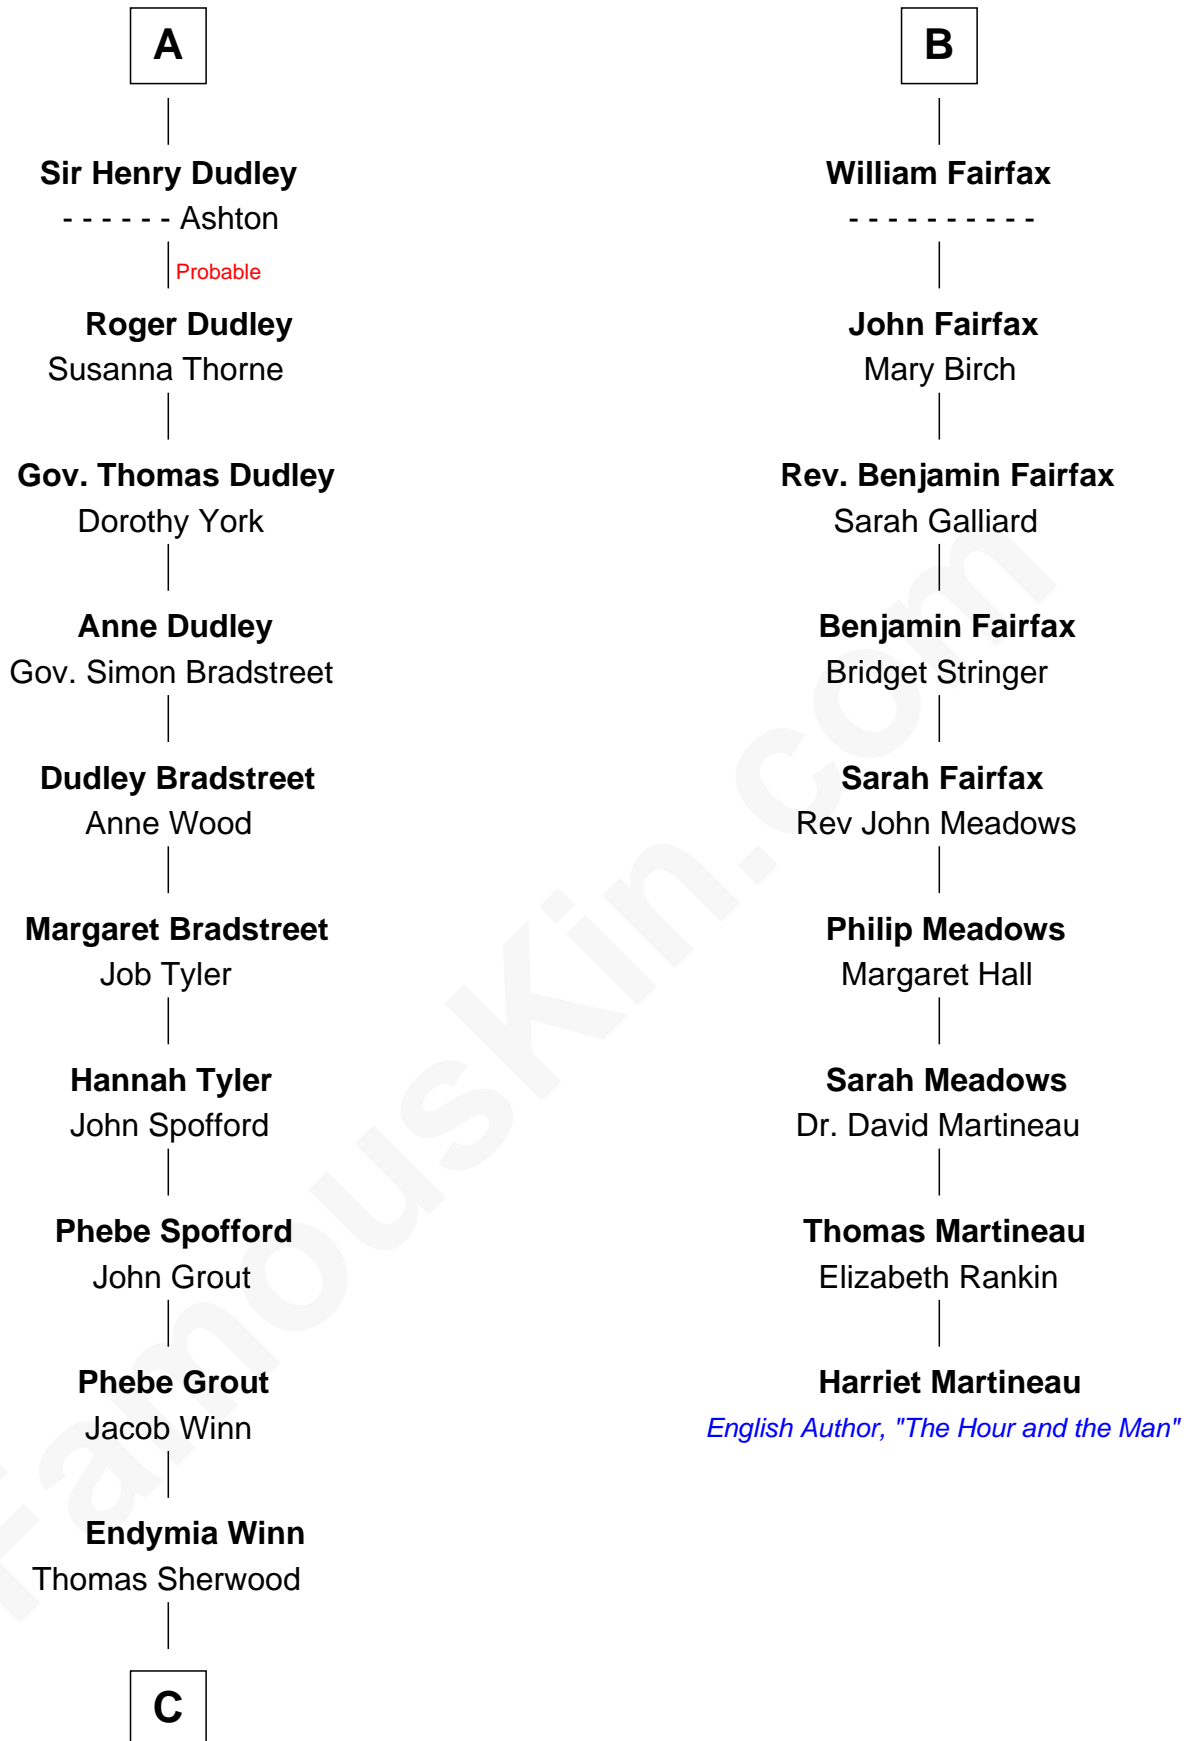 A
Sir Henry Dudley
- - - - - - Ashton
Probable
Roger Dudley
Susanna Thorne
Gov. Thomas Dudley
Dorothy York
Anne Dudley
Gov. Simon Bradstreet
Dudley Bradstreet
Anne Wood
Margaret Bradstreet
Job Tyler
Hannah Tyler
John Spofford
Phebe Spofford
John Grout
Phebe Grout
Jacob Winn
Endymia Winn
Thomas Sherwood
C
B
William Fairfax
- - - - - - - - - -
John Fairfax
Mary Birch
Rev. Benjamin Fairfax
Sarah Galliard
Benjamin Fairfax
Bridget Stringer
Sarah Fairfax
Rev John Meadows
Philip Meadows
Margaret Hall
Sarah Meadows
Dr. David Martineau
Thomas Martineau
Elizabeth Rankin
Harriet Martineau
English Author, "The Hour and the Man"
FamousKin.com